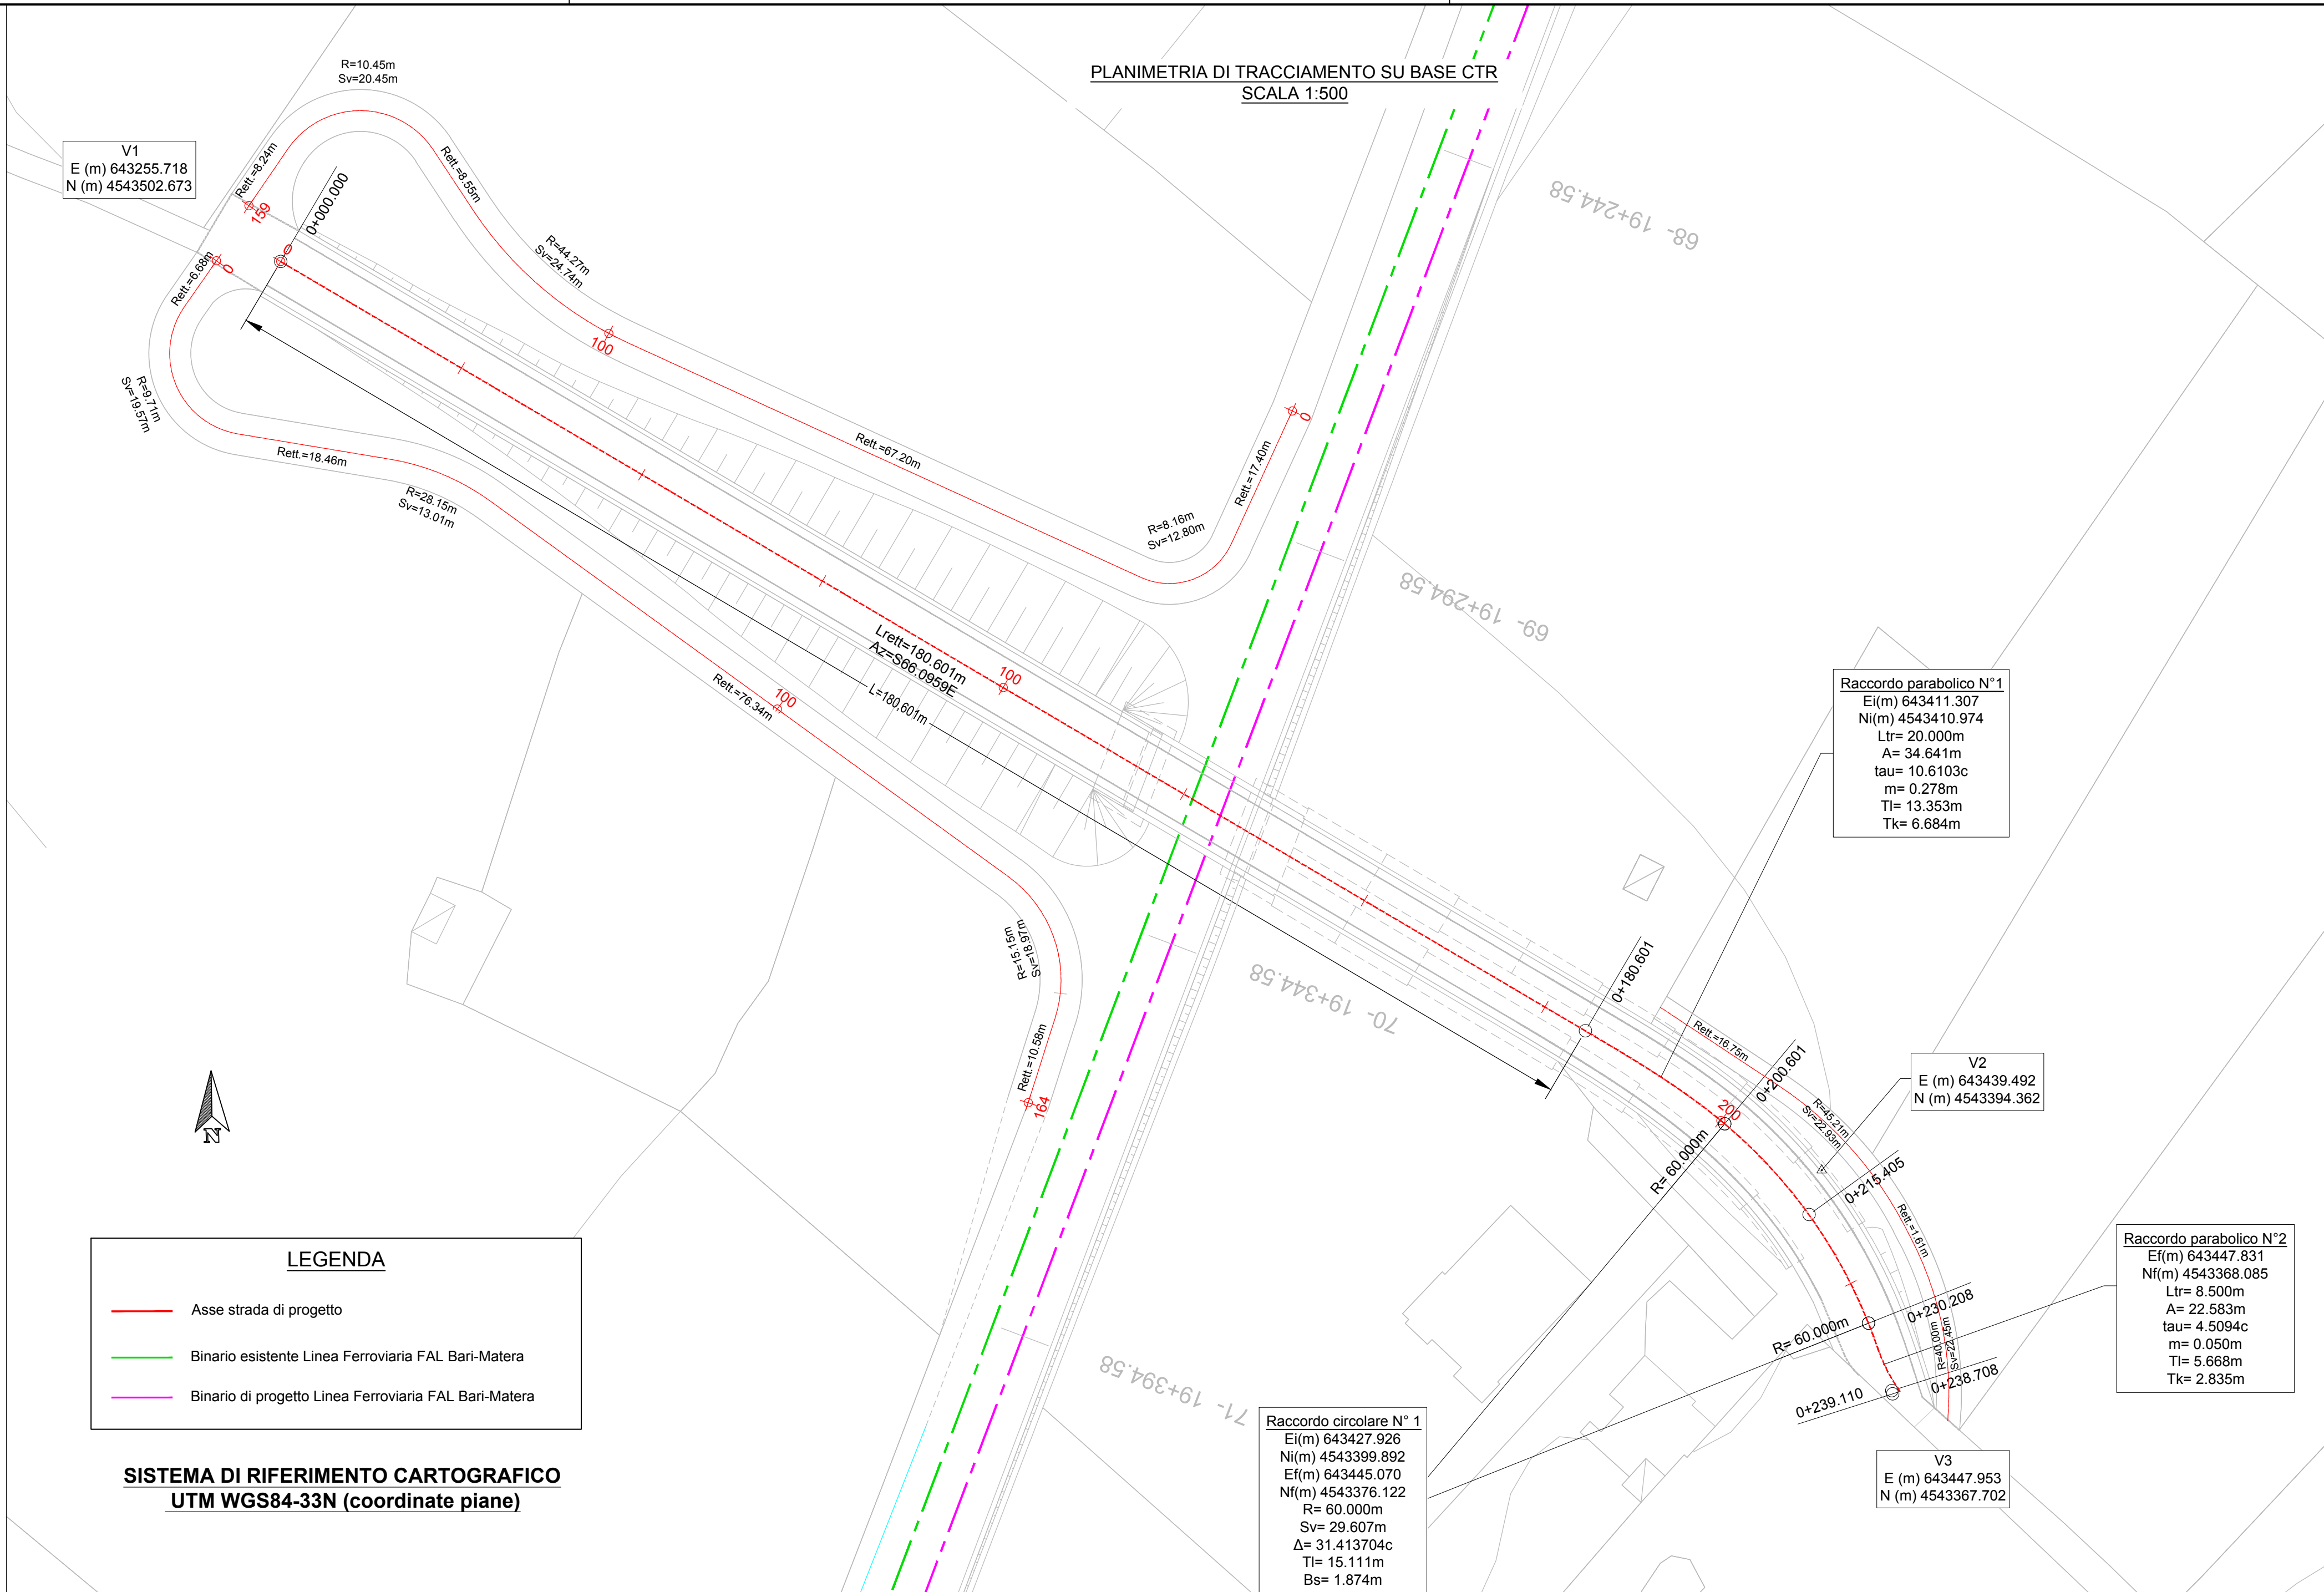 PLANIMETRIA DI TRACCIAMENTO SU BASE CTR
SCALA 1:500
R=10.45m
Sv=20.45m
V1
E (m) 643255.718
N (m) 4543502.673
Rett.=8.24m
159
0+000.000
0
Rett.=8.55m
R=44.27m
Sv=24.74m
100
Rett.=6.68m
0
R=9.71m
Sv=19.57m
Rett.=18.46m
R=28.15m
Sv=13.01m
Rett.=67.20m
0
Rett.=17.40m
R=8.16m
Sv=12.80m
68- 19+244.58
69- 19+294.58
70- 19+344.58
71- 19+394.58
Lrett=180.601m
Az=S66.0959E
L=180,601m
100
100
Rett.=76.34m
R=15.15m
Sv=18.97m
Rett.=10.58m
164
Raccordo parabolico N°1
Ei(m) 643411.307
Ni(m) 4543410.974
Ltr= 20.000m
A= 34.641m
tau= 10.6103c
m= 0.278m
Tl= 13.353m
Tk= 6.684m
0+180.601
Rett.=16.75m
0+200.601
200
R= 60.000m
R=45.21m
Sv=22.93m
V2
E (m) 643439.492
N (m) 4543394.362
0+215.405
Rett.=1.61m
0+230.208
R= 60.000m
R=40.00m
Sv=22.45m
0+238.708
0+239.110
Raccordo parabolico N°2
Ef(m) 643447.831
Nf(m) 4543368.085
Ltr= 8.500m
A= 22.583m
tau= 4.5094c
m= 0.050m
Tl= 5.668m
Tk= 2.835m
V3
E (m) 643447.953
N (m) 4543367.702
Raccordo circolare N° 1
Ei(m) 643427.926
Ni(m) 4543399.892
Ef(m) 643445.070
Nf(m) 4543376.122
R= 60.000m
Sv= 29.607m
Δ= 31.413704c
Tl= 15.111m
Bs= 1.874m
N
LEGENDA
Asse strada di progetto
Binario esistente Linea Ferroviaria FAL Bari-Matera
Binario di progetto Linea Ferroviaria FAL Bari-Matera
SISTEMA DI RIFERIMENTO CARTOGRAFICO
UTM WGS84-33N (coordinate piane)